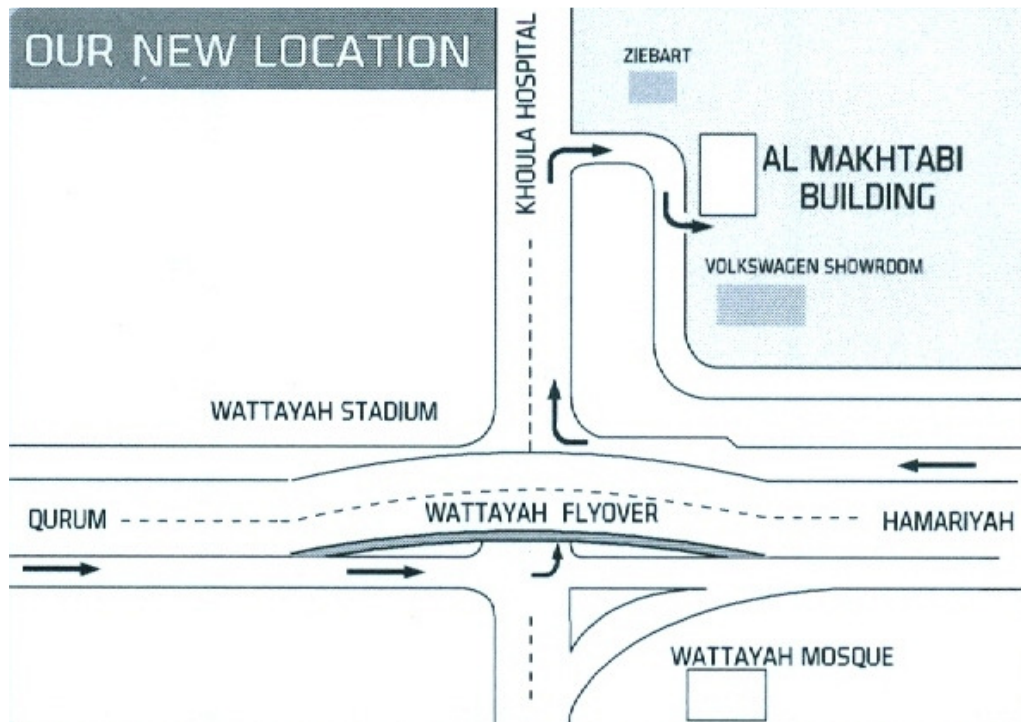 OUR NEW LOCATION
KHOULA HOSPITAL
ZIEBART
AL MAKHTABI
BUILDING
VOLKSWAGEN SHOWROOM
WATTAYAH STADIUM
QURUM
WATTAYAH FLYOVER
HAMARIYAH
WATTAYAH MOSQUE